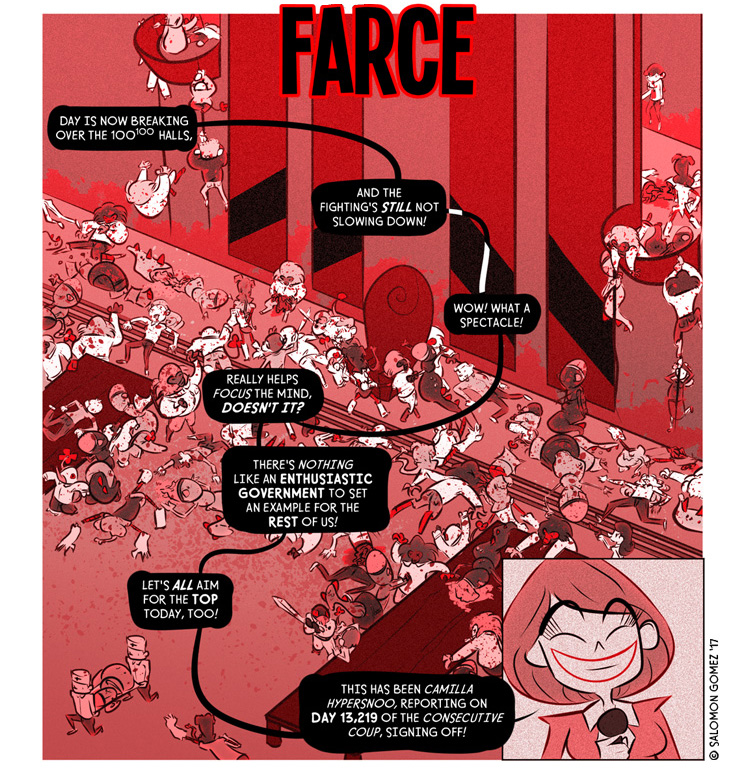 FARCE
DAY IS NOW BREAKING
OVER THE 100¹⁰⁰ HALLS,
AND THE
FIGHTING'S STILL NOT
SLOWING DOWN!
WOW! WHAT A
SPECTACLE!
REALLY HELPS
FOCUS THE MIND,
DOESN'T IT?
THERE'S NOTHING
LIKE AN ENTHUSIASTIC
GOVERNMENT TO SET
AN EXAMPLE FOR THE
REST OF US!
LET'S ALL AIM
FOR THE TOP
TODAY, TOO!
THIS HAS BEEN CAMILLA
HYPERSNOO, REPORTING ON
DAY 13,219 OF THE CONSECUTIVE
COUP, SIGNING OFF!
© SALOMON GOMEZ '17